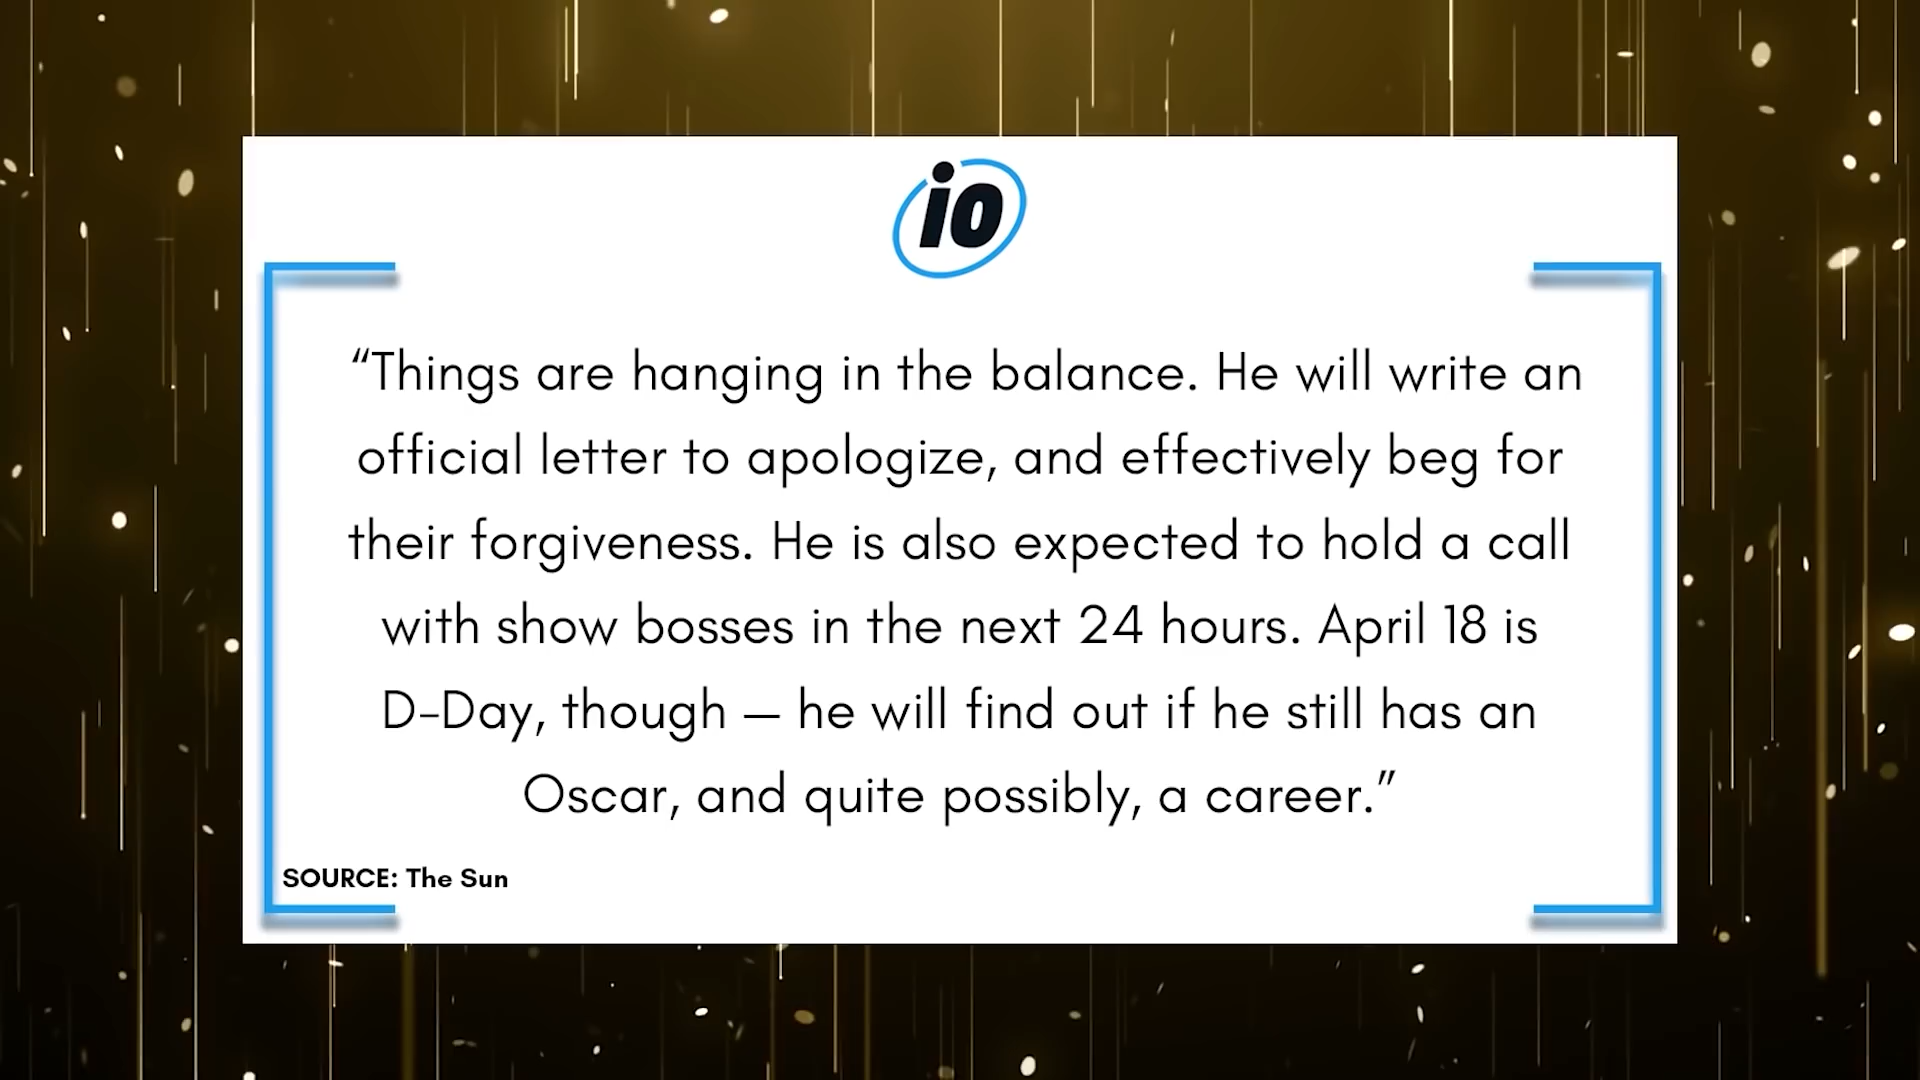 io
“Things are hanging in the balance. He will write an
official letter to apologize, and effectively beg for
their forgiveness. He is also expected to hold a call
with show bosses in the next 24 hours. April 18 is
D-Day, though — he will find out if he still has an
Oscar, and quite possibly, a career.”
SOURCE: The Sun